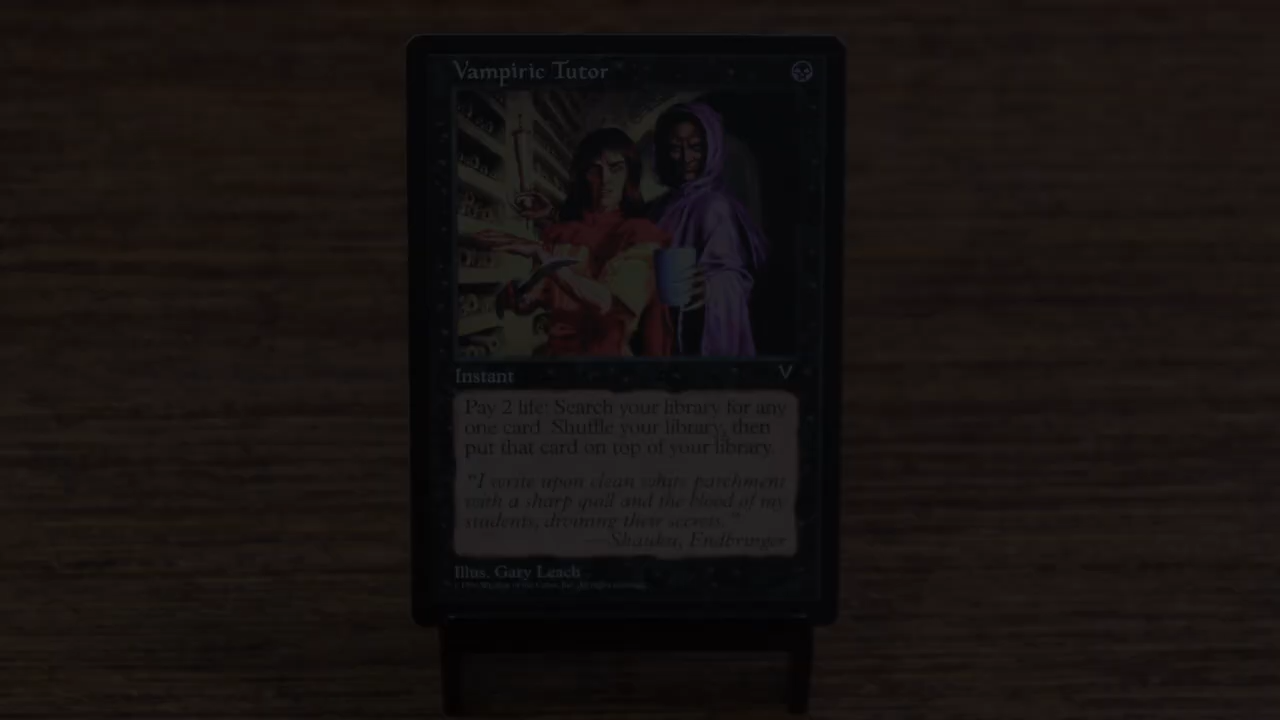 Vampiric Tutor
Instant
V
Pay 2 life: Search your library for any
one card. Shuffle your library, then
put that card on top of your library.
"I write upon clean white parchment
with a sharp quill and the blood of my
students, divining their secrets."
—Shauku, Endbringer
Illus. Gary Leach